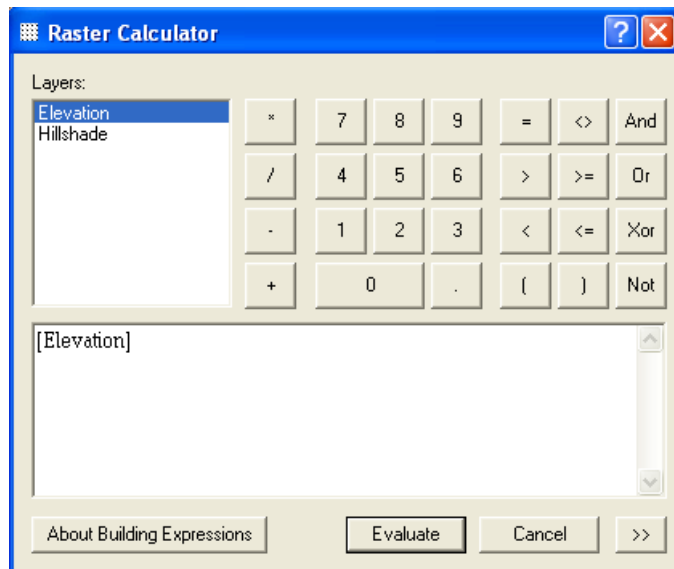 Raster Calculator ?
Layers:
Elevation
Hillshade
* 7 8 9 = <> And
/ 4 5 6 > >= Or
- 1 2 3 < <= Xor
+ 0 . ( ) Not
[Elevation]
About Building Expressions Evaluate Cancel >>